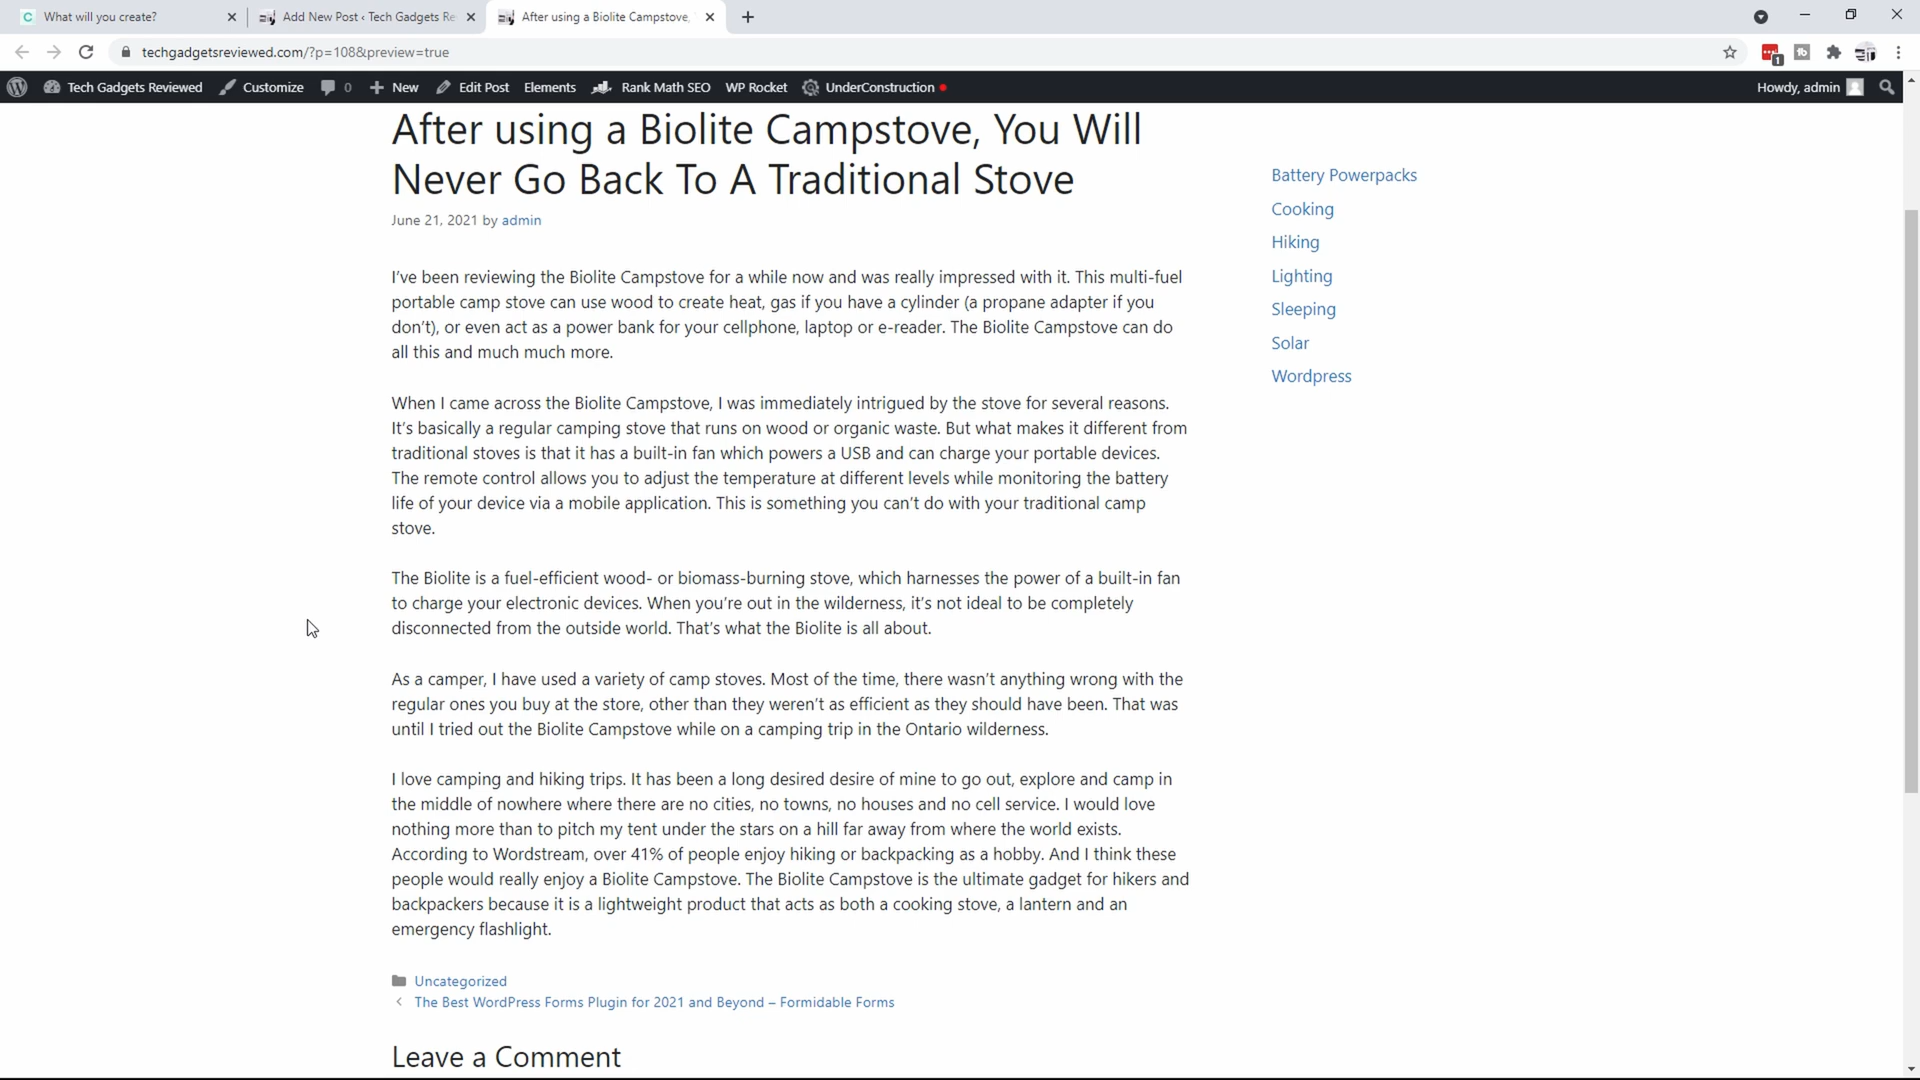 What will you create?
Add New Post ‹ Tech Gadgets Re
After using a Biolite Campstove,
techgadgetsreviewed.com/?p=108&preview=true
1
Tech Gadgets Reviewed
Customize
0
New
Edit Post
Elements
Rank Math SEO
WP Rocket
UnderConstruction
Howdy, admin
After using a Biolite Campstove, You Will
Never Go Back To A Traditional Stove
June 21, 2021 by admin
I've been reviewing the Biolite Campstove for a while now and was really impressed with it. This multi-fuel
portable camp stove can use wood to create heat, gas if you have a cylinder (a propane adapter if you
don't), or even act as a power bank for your cellphone, laptop or e-reader. The Biolite Campstove can do
all this and much much more.
When I came across the Biolite Campstove, I was immediately intrigued by the stove for several reasons.
It's basically a regular camping stove that runs on wood or organic waste. But what makes it different from
traditional stoves is that it has a built-in fan which powers a USB and can charge your portable devices.
The remote control allows you to adjust the temperature at different levels while monitoring the battery
life of your device via a mobile application. This is something you can't do with your traditional camp
stove.
The Biolite is a fuel-efficient wood- or biomass-burning stove, which harnesses the power of a built-in fan
to charge your electronic devices. When you're out in the wilderness, it's not ideal to be completely
disconnected from the outside world. That's what the Biolite is all about.
As a camper, I have used a variety of camp stoves. Most of the time, there wasn't anything wrong with the
regular ones you buy at the store, other than they weren't as efficient as they should have been. That was
until I tried out the Biolite Campstove while on a camping trip in the Ontario wilderness.
I love camping and hiking trips. It has been a long desired desire of mine to go out, explore and camp in
the middle of nowhere where there are no cities, no towns, no houses and no cell service. I would love
nothing more than to pitch my tent under the stars on a hill far away from where the world exists.
According to Wordstream, over 41% of people enjoy hiking or backpacking as a hobby. And I think these
people would really enjoy a Biolite Campstove. The Biolite Campstove is the ultimate gadget for hikers and
backpackers because it is a lightweight product that acts as both a cooking stove, a lantern and an
emergency flashlight.
Uncategorized
The Best WordPress Forms Plugin for 2021 and Beyond – Formidable Forms
Leave a Comment
Battery Powerpacks
Cooking
Hiking
Lighting
Sleeping
Solar
Wordpress